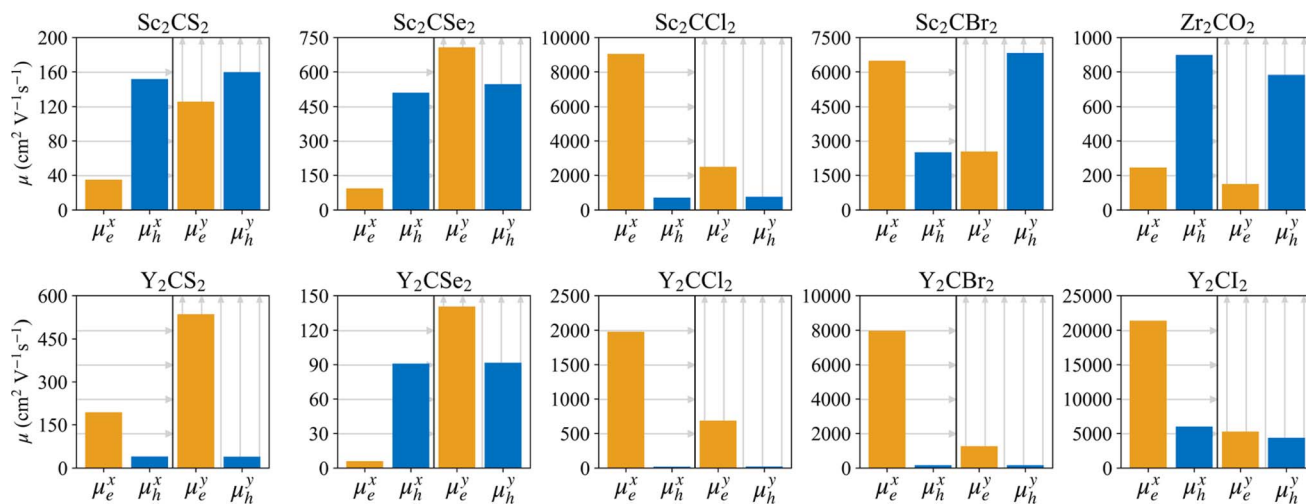 Sc₂CS₂ Sc₂CSe₂ Sc₂CCl₂ Sc₂CBr₂ Zr₂CO₂
μ (cm² V⁻¹s⁻¹)
200 750 10000 7500 1000
160 600 8000 6000 800
120 450 6000 4500 600
80 300 4000 3000 400
40 150 2000 1500 200
0 0 0 0 0
μₑˣ μₕˣ μₑʸ μₕʸ μₑˣ μₕˣ μₑʸ μₕʸ μₑˣ μₕˣ μₑʸ μₕʸ μₑˣ μₕˣ μₑʸ μₕʸ μₑˣ μₕˣ μₑʸ μₕʸ
Y₂CS₂ Y₂CSe₂ Y₂CCl₂ Y₂CBr₂ Y₂CI₂
μ (cm² V⁻¹s⁻¹)
600 150 2500 10000 25000
450 120 2000 8000 20000
300 90 1500 6000 15000
150 60 1000 4000 10000
0 30 500 2000 5000
0 0 0 0
μₑˣ μₕˣ μₑʸ μₕʸ μₑˣ μₕˣ μₑʸ μₕʸ μₑˣ μₕˣ μₑʸ μₕʸ μₑˣ μₕˣ μₑʸ μₕʸ μₑˣ μₕˣ μₑʸ μₕʸ